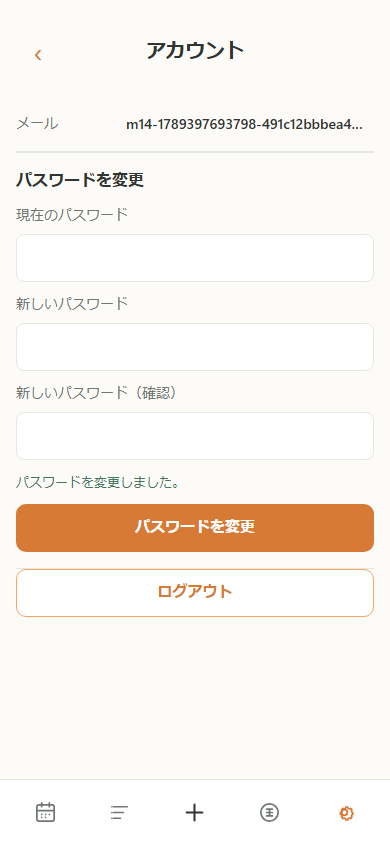 アカウント
メール m14-1789397693798-491c12bbbea4...
パスワードを変更
現在のパスワード
新しいパスワード
新しいパスワード（確認）
パスワードを変更しました。
パスワードを変更
ログアウト